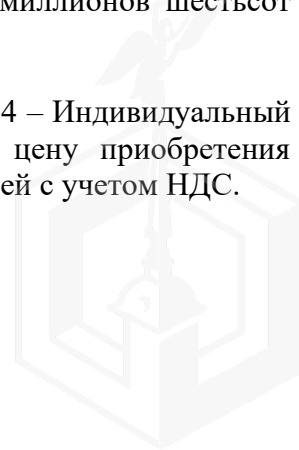 миллионов шестьсот
4 – Индивидуальный
цену приобретения
ей с учетом НДС.